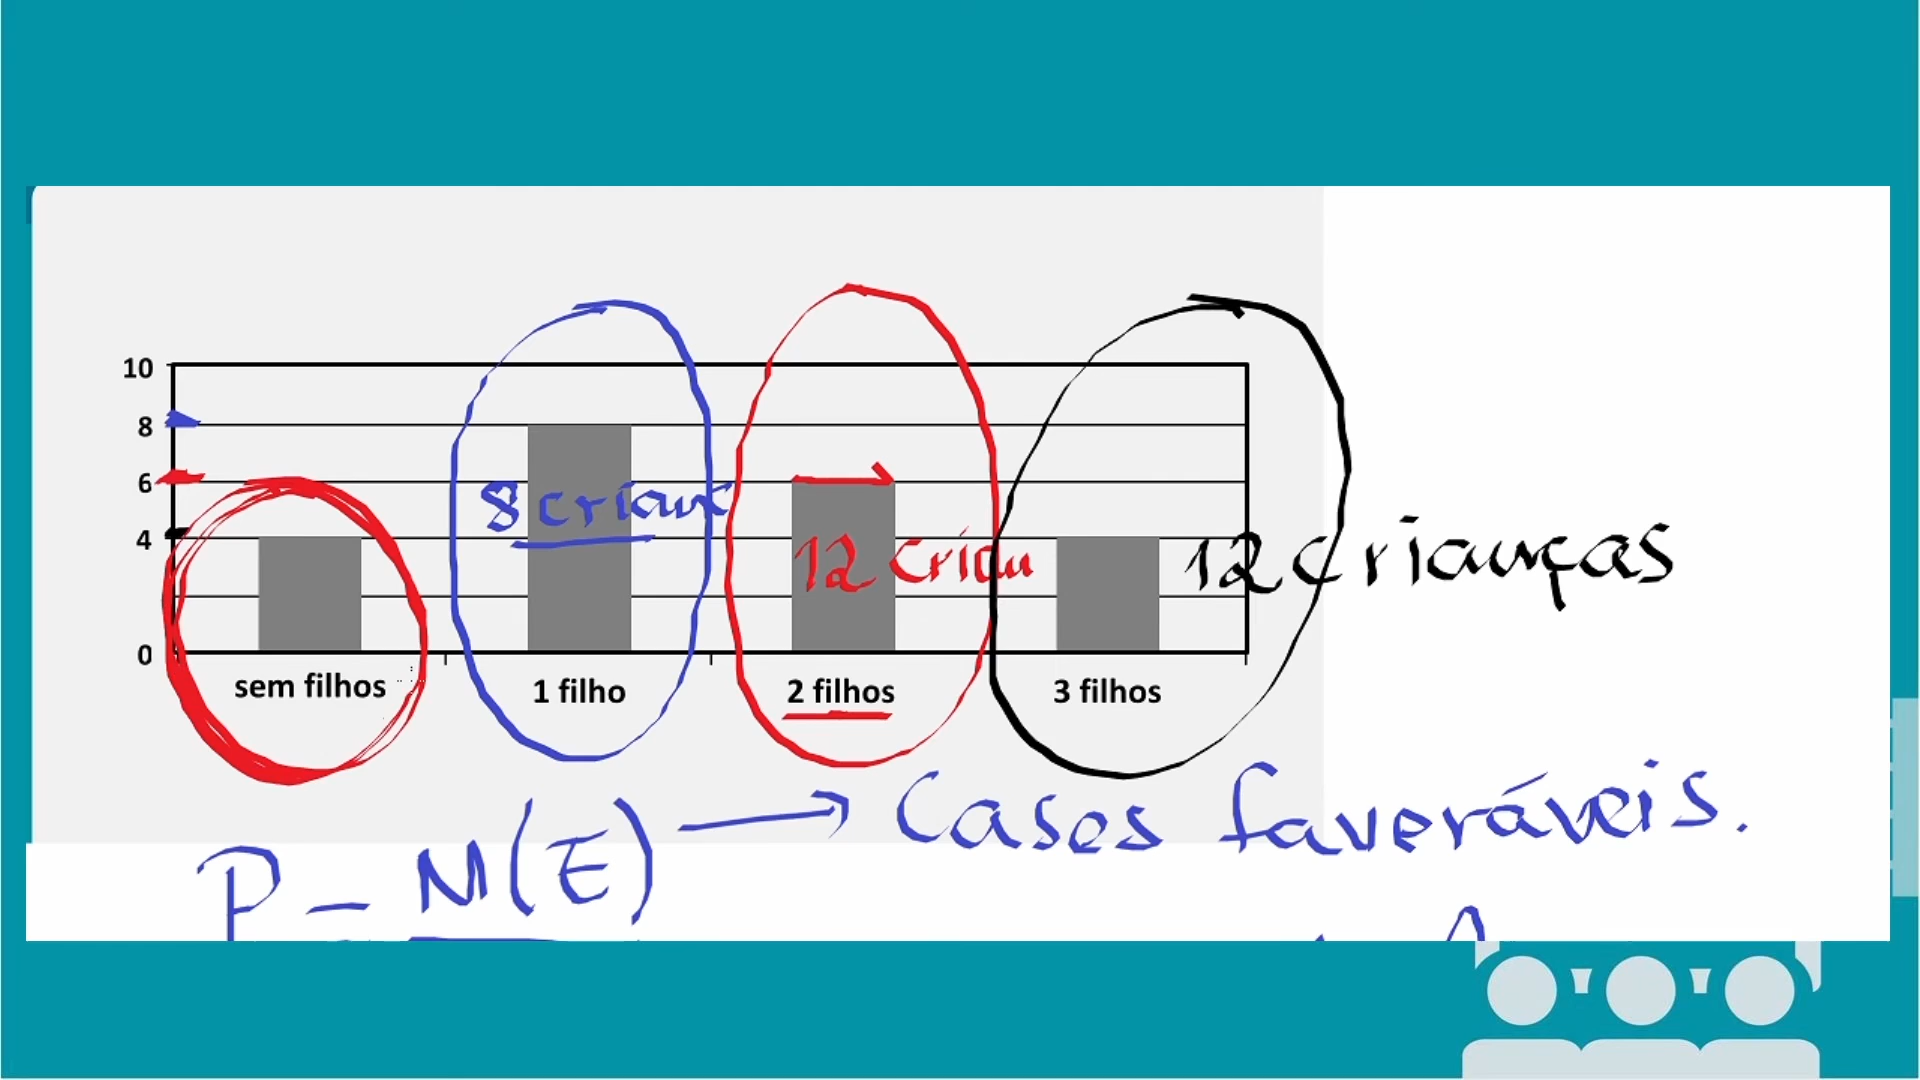 10
8
6
4
0
8 crianc
12 crian
12 crianças
sem filhos
1 filho
2 filhos
3 filhos
P = N(E) → Casos favoráveis.